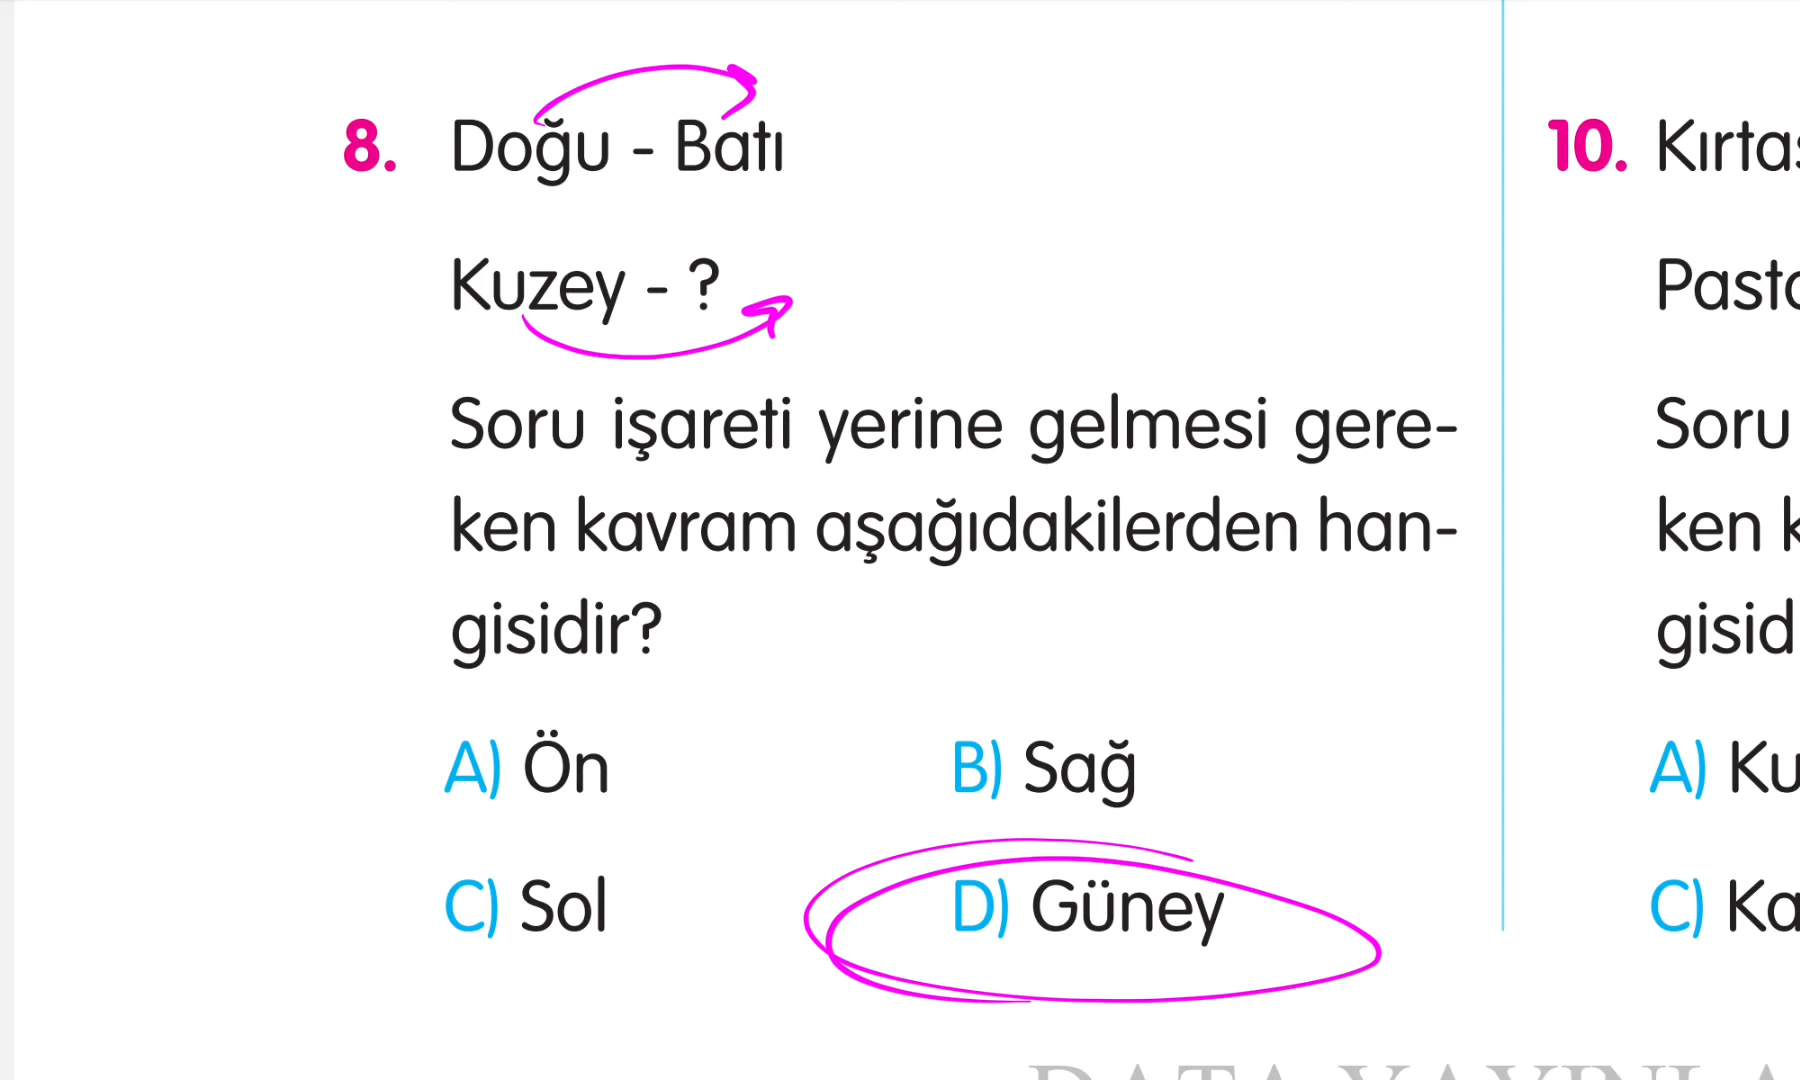 8. Doğu - Batı
Kuzey - ?
Soru işareti yerine gelmesi gere-
ken kavram aşağıdakilerden han-
gisidir?
A) Ön B) Sağ
C) Sol D) Güney
10. Kırtaş
Pasta
Soru
ken k
gisid
A) Ku
C) Ka